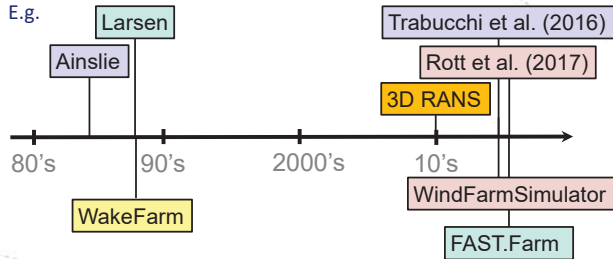 E.g.
Larsen
Trabucchi et al. (2016)
Ainslie
Rott et al. (2017)
3D RANS
80’s
90’s
2000’s
10’s
WakeFarm
WindFarmSimulator
FAST.Farm